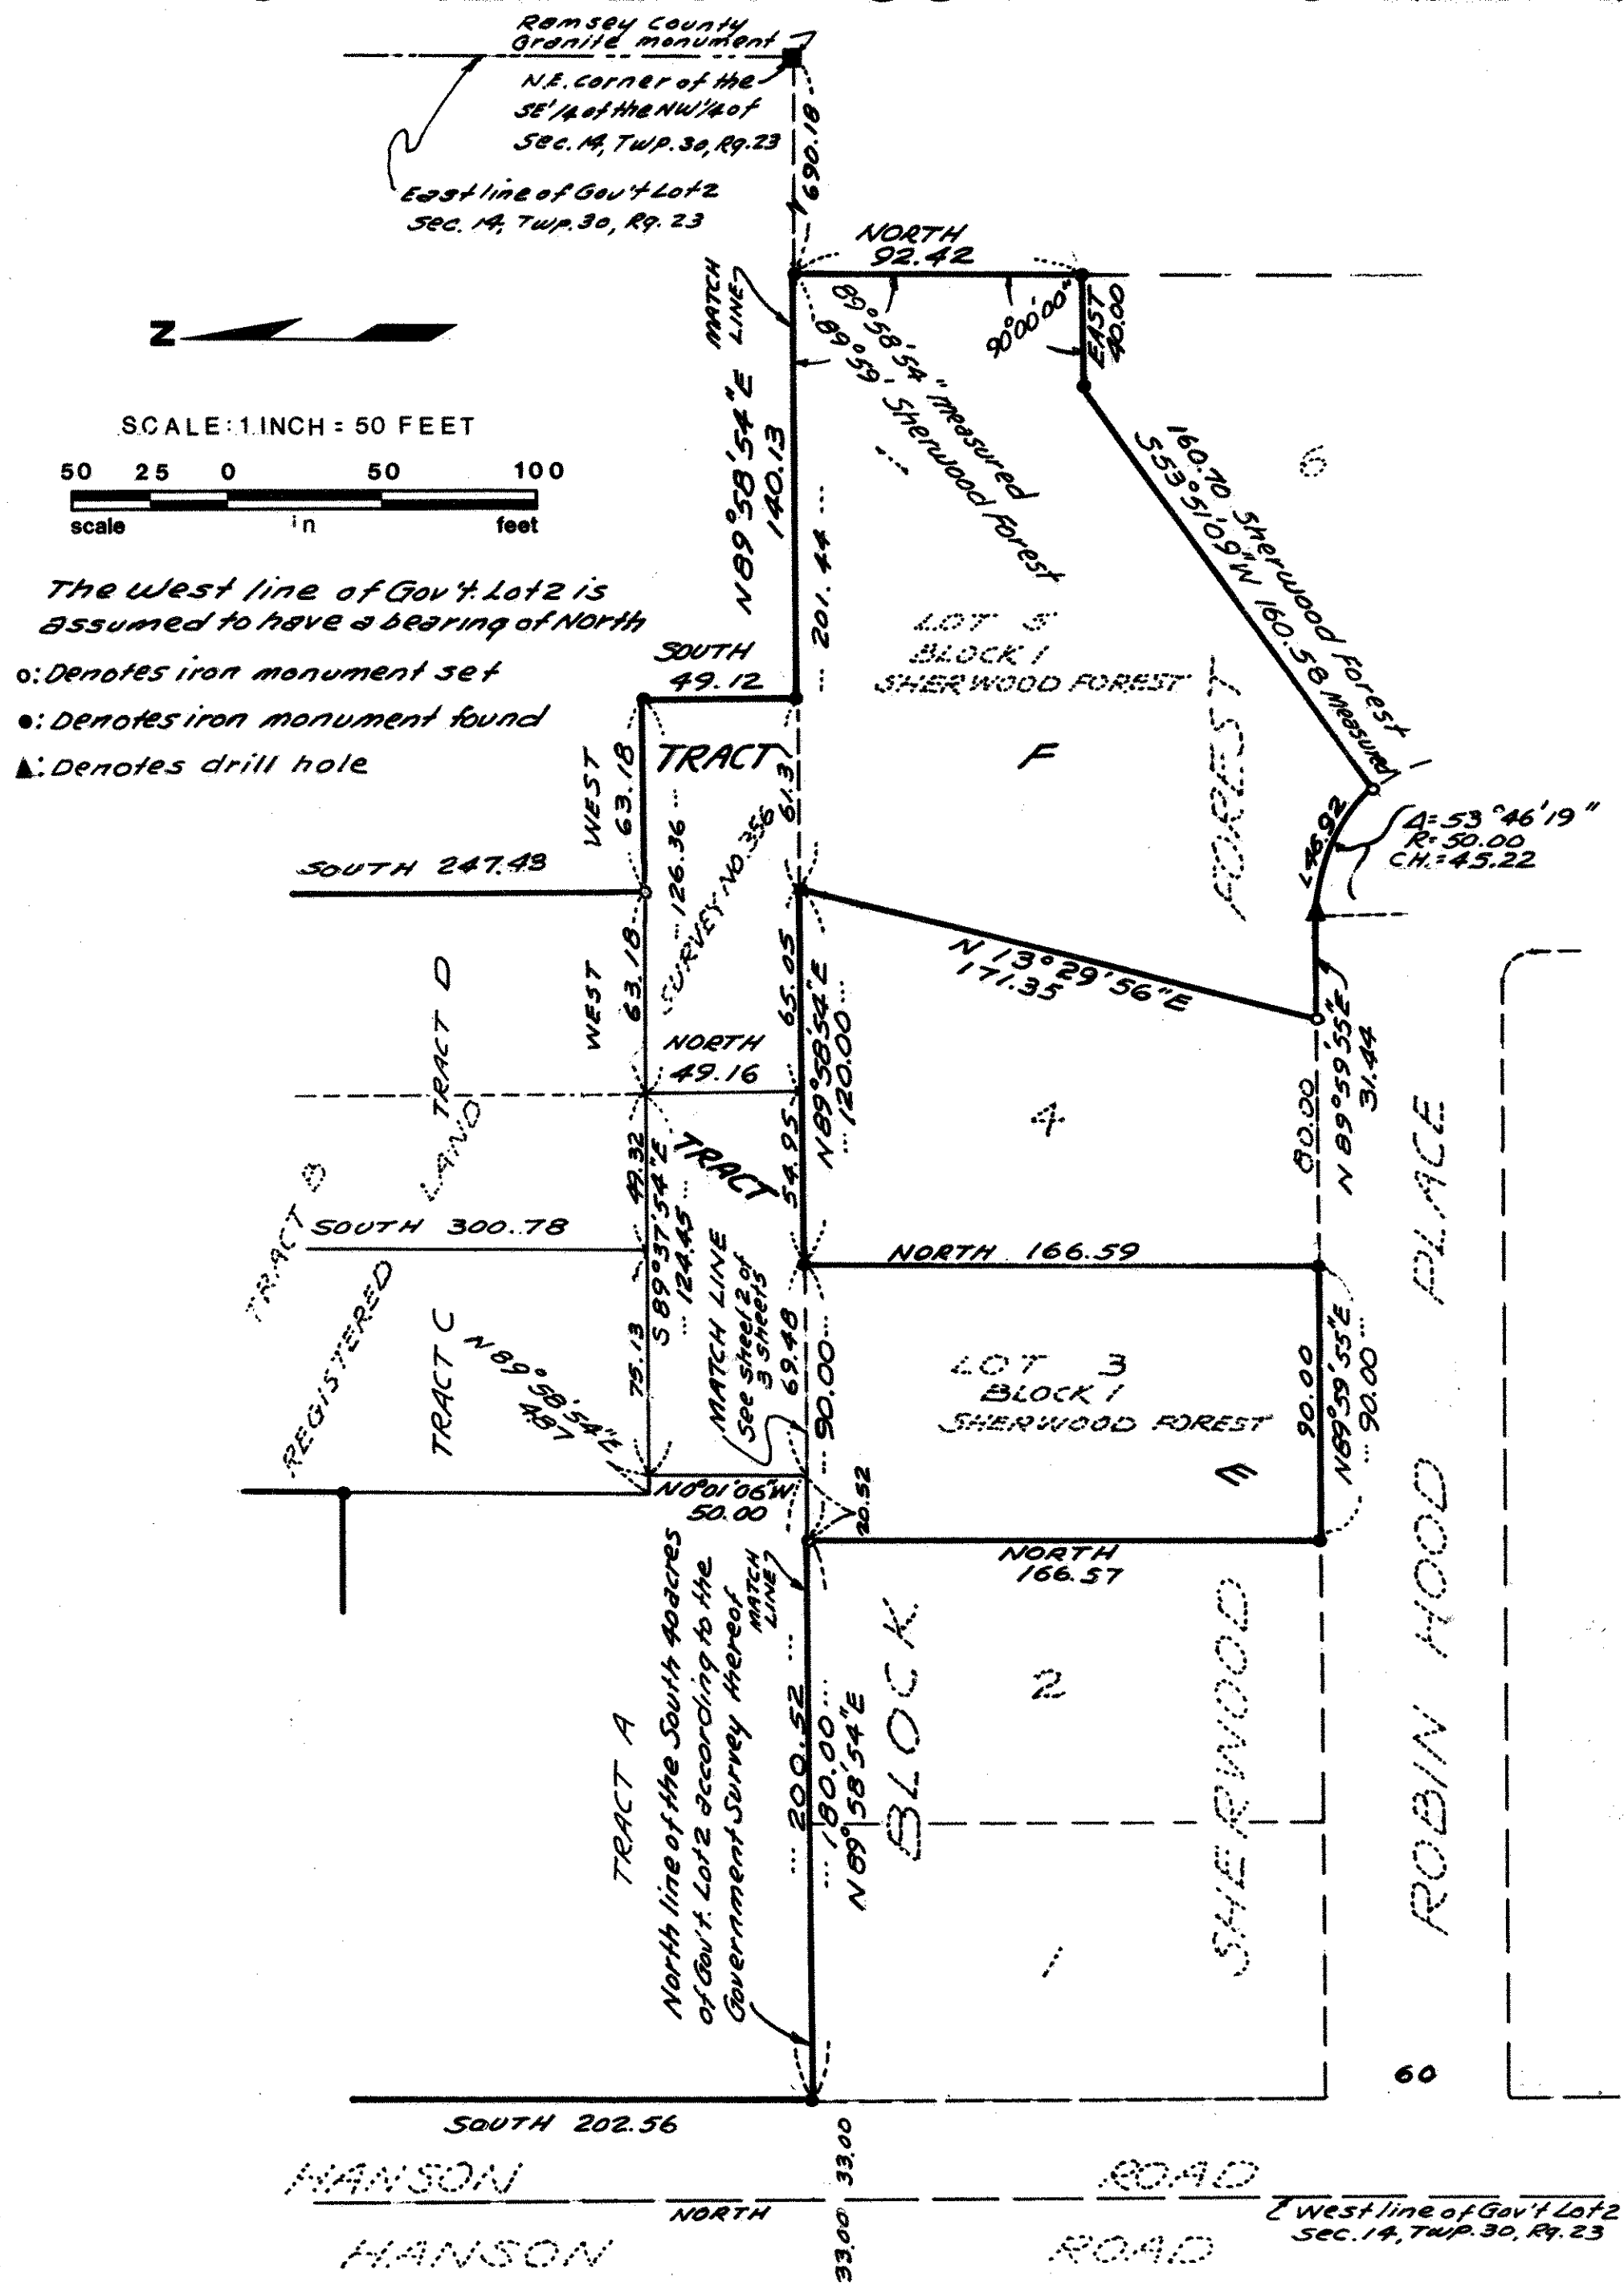 Ramsey County
Granite monument
N.E. corner of the
SE'/4 of the NW'/4 of
Sec. 14, Twp. 30, Rg. 23
East line of Gov't Lot 2
Sec. 14, Twp. 30, Rg. 23
690.18
NORTH
92.42
MATCH
LINE
89°58'54" measured
89°59' Sherwood Forest
90°00'00"
EAST
40.00
Z
SCALE: 1 INCH = 50 FEET
50 25 0 50 100
scale in feet
N89°58'54"E
140.13
... 201.44 ...
160.70 Sherwood Forest
S53°51'09"W 160.58 Measured
6
The West line of Gov't. Lot 2 is
assumed to have a bearing of North
o: Denotes iron monument set
●: Denotes iron monument found
▲: Denotes drill hole
SOUTH
49.12
LOT 5
BLOCK 1
SHERWOOD FOREST
TRACT
F
FOREST
WEST
63.18
61.31
... 126.36 ...
SURVEY NO. 356
SOUTH 247.43
L=46.92
Δ=53°46'19"
R=50.00
CH.=45.22
WEST
63.18
65.05
N89°58'54"E
... 120.00 ...
N 13°29'56"E
171.35
TRACT D
LAND
NORTH
49.16
80.00
N 89°59'55"E
31.44
4
TRACT B
SOUTH 300.78
49.32
S 89°37'54"E
... 124.45 ...
TRACT
54.95
NORTH 166.59
REGISTERED
TRACT C
N89°58'54"E
4.87
75.13
MATCH LINE
See sheet 2 of
3 sheets
69.48
... 90.00 ...
LOT 3
BLOCK 1
SHERWOOD FOREST
E
90.00
N89°59'55"E
... 90.00 ...
PLACE
N0°01'06"W
50.00
20.52
NORTH
166.57
North line of the South 40 acres
of Gov't. Lot 2 according to the
Government Survey thereof
MATCH
LINE
TRACT A
... 200.52 ...
... 180.00 ...
N89°58'54"E
BLOCK
2
1
SHERWOOD
ROBIN HOOD
60
SOUTH 202.56
33.00
33.00
HANSON ROAD
NORTH
West line of Gov't Lot 2
Sec. 14, Twp. 30, Rg. 23
HANSON ROAD